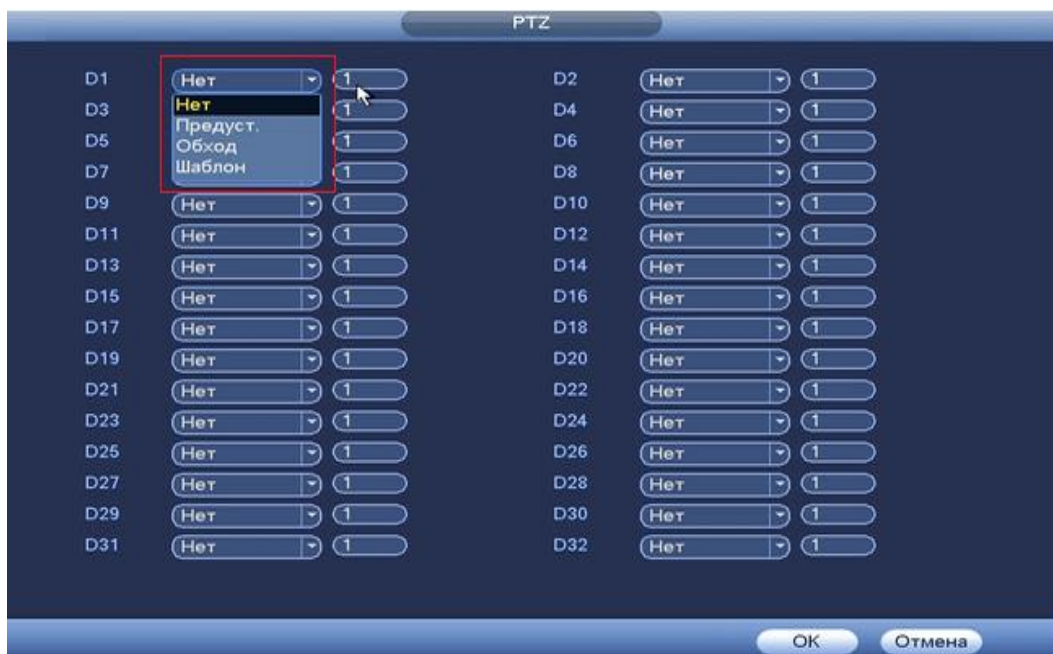 PTZ
D1 Нет 1 D2 Нет 1
Нет
D3 1 D4 Нет 1
Предуст.
D5 Обход 1 D6 Нет 1
D7 Шаблон 1 D8 Нет 1
D9 Нет 1 D10 Нет 1
D11 Нет 1 D12 Нет 1
D13 Нет 1 D14 Нет 1
D15 Нет 1 D16 Нет 1
D17 Нет 1 D18 Нет 1
D19 Нет 1 D20 Нет 1
D21 Нет 1 D22 Нет 1
D23 Нет 1 D24 Нет 1
D25 Нет 1 D26 Нет 1
D27 Нет 1 D28 Нет 1
D29 Нет 1 D30 Нет 1
D31 Нет 1 D32 Нет 1
OK Отмена